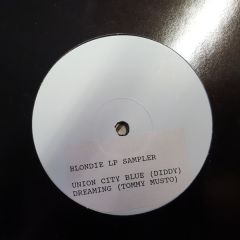 BLONDIE LP SAMPLER
UNION CITY BLUE (DIDDY)
DREAMING (TOMMY MUSTO)